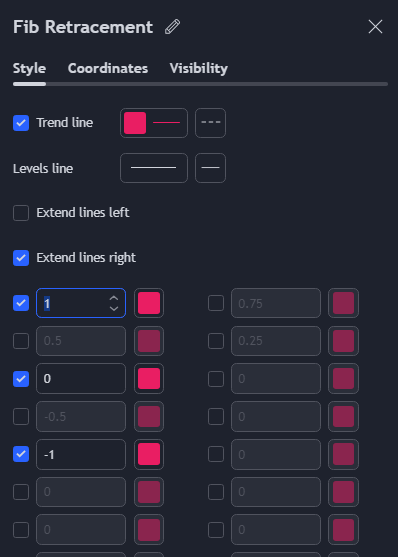 Fib Retracement
Style Coordinates Visibility
Trend line
Levels line
Extend lines left
Extend lines right
1 0.75
0.5 0.25
0 0
-0.5 0
-1 0
0 0
0 0